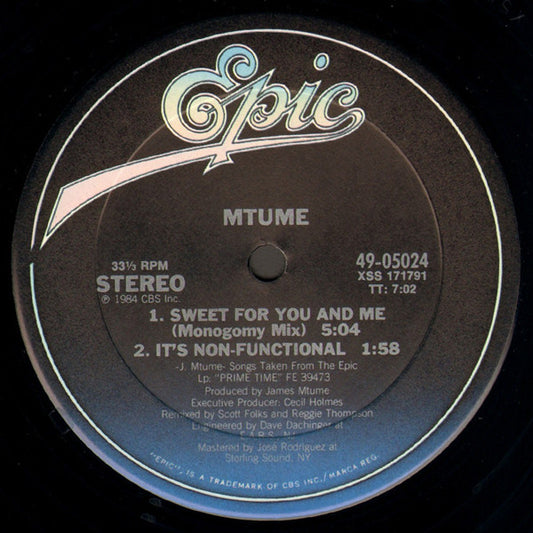 Epic
MTUME
33⅓ RPM
STEREO
℗ 1984 CBS Inc.
49-05024
XSS 171791
TT: 7:02
1. SWEET FOR YOU AND ME
(Monogomy Mix) 5:04
2. IT'S NON-FUNCTIONAL 1:58
-J. Mtume- Songs Taken From The Epic
Lp: "PRIME TIME" FE 39473
Produced by James Mtume
Executive Producer: Cecil Holmes
Remixed by Scott Folks and Reggie Thompson
Engineered by Dave Dachinger at
Mastered by José Rodriguez at
Sterling Sound, NY
"EPIC", IS TRADEMARKS OF CBS INC./MARCA REG.